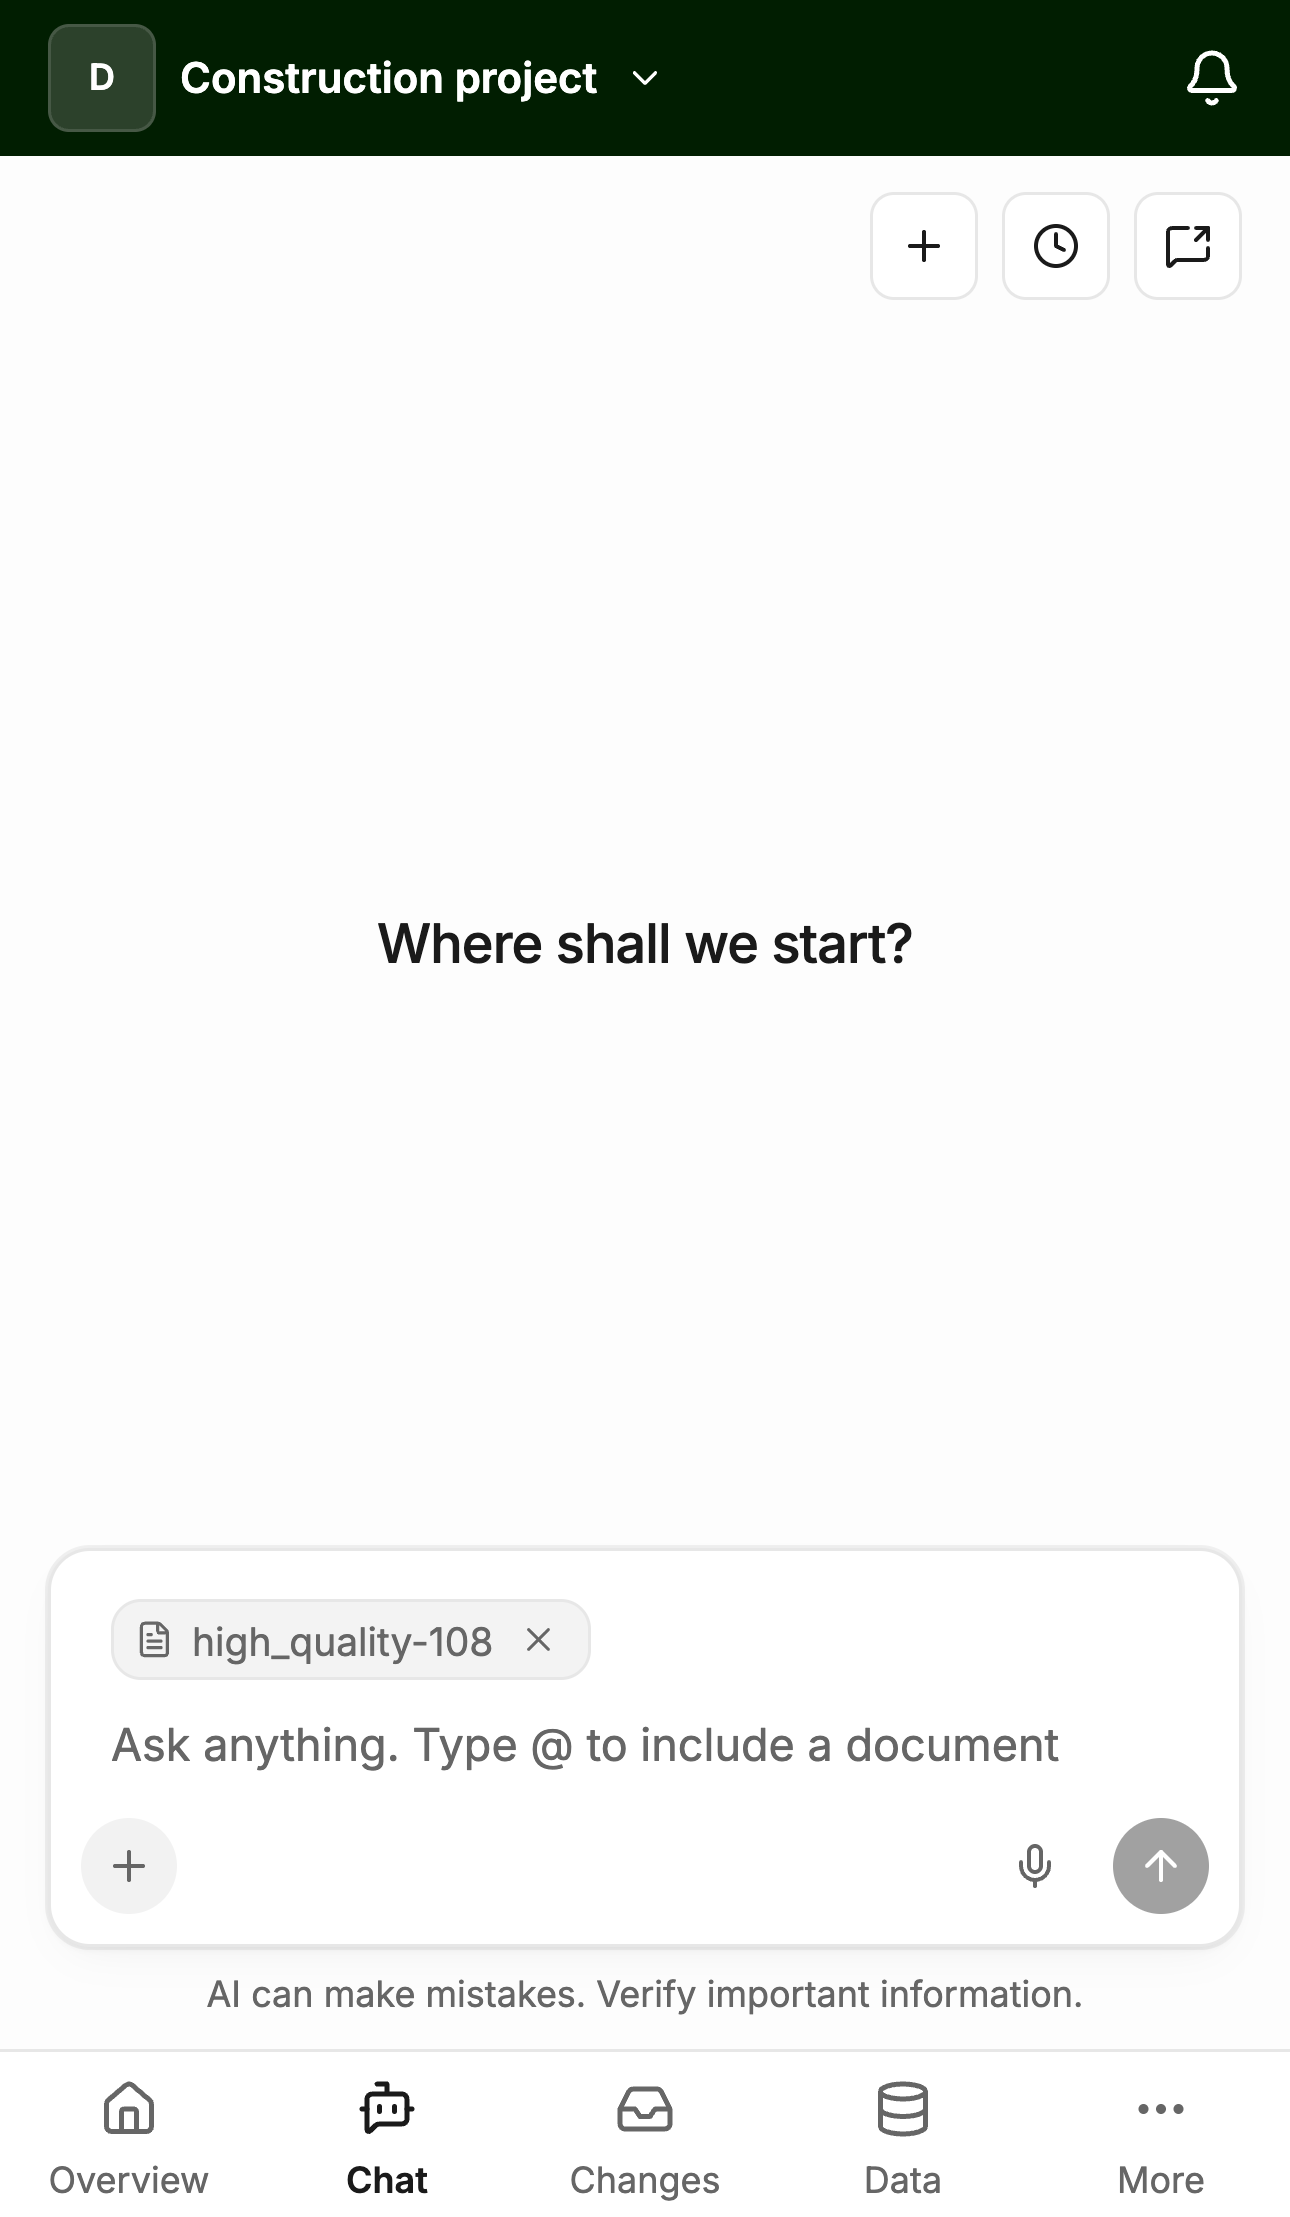 D
Construction project
Where shall we start?
high_quality-108
Ask anything. Type @ to include a document
AI can make mistakes. Verify important information.
Overview
Chat
Changes
Data
More